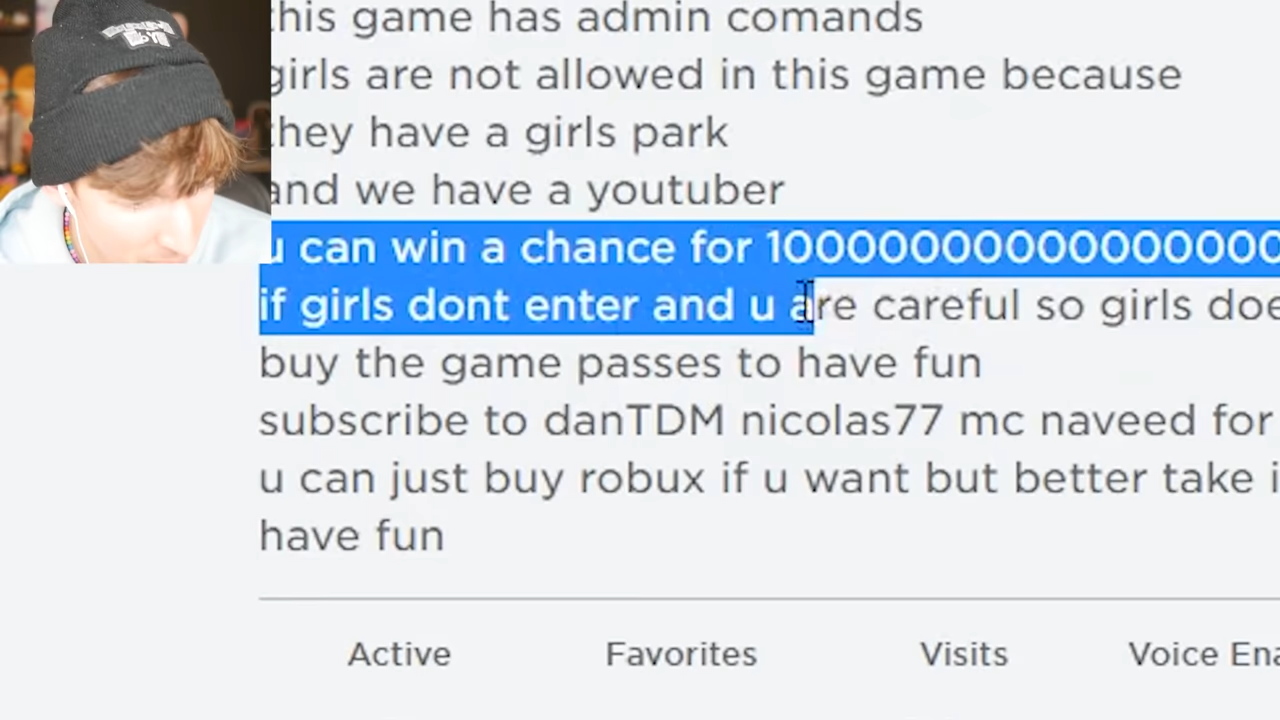 this game has admin comands
girls are not allowed in this game because
they have a girls park
and we have a youtuber
u can win a chance for 1000000000000000000
if girls dont enter and u are careful so girls doe
buy the game passes to have fun
subscribe to danTDM nicolas77 mc naveed for
u can just buy robux if u want but better take i
have fun
Active Favorites Visits Voice Ena